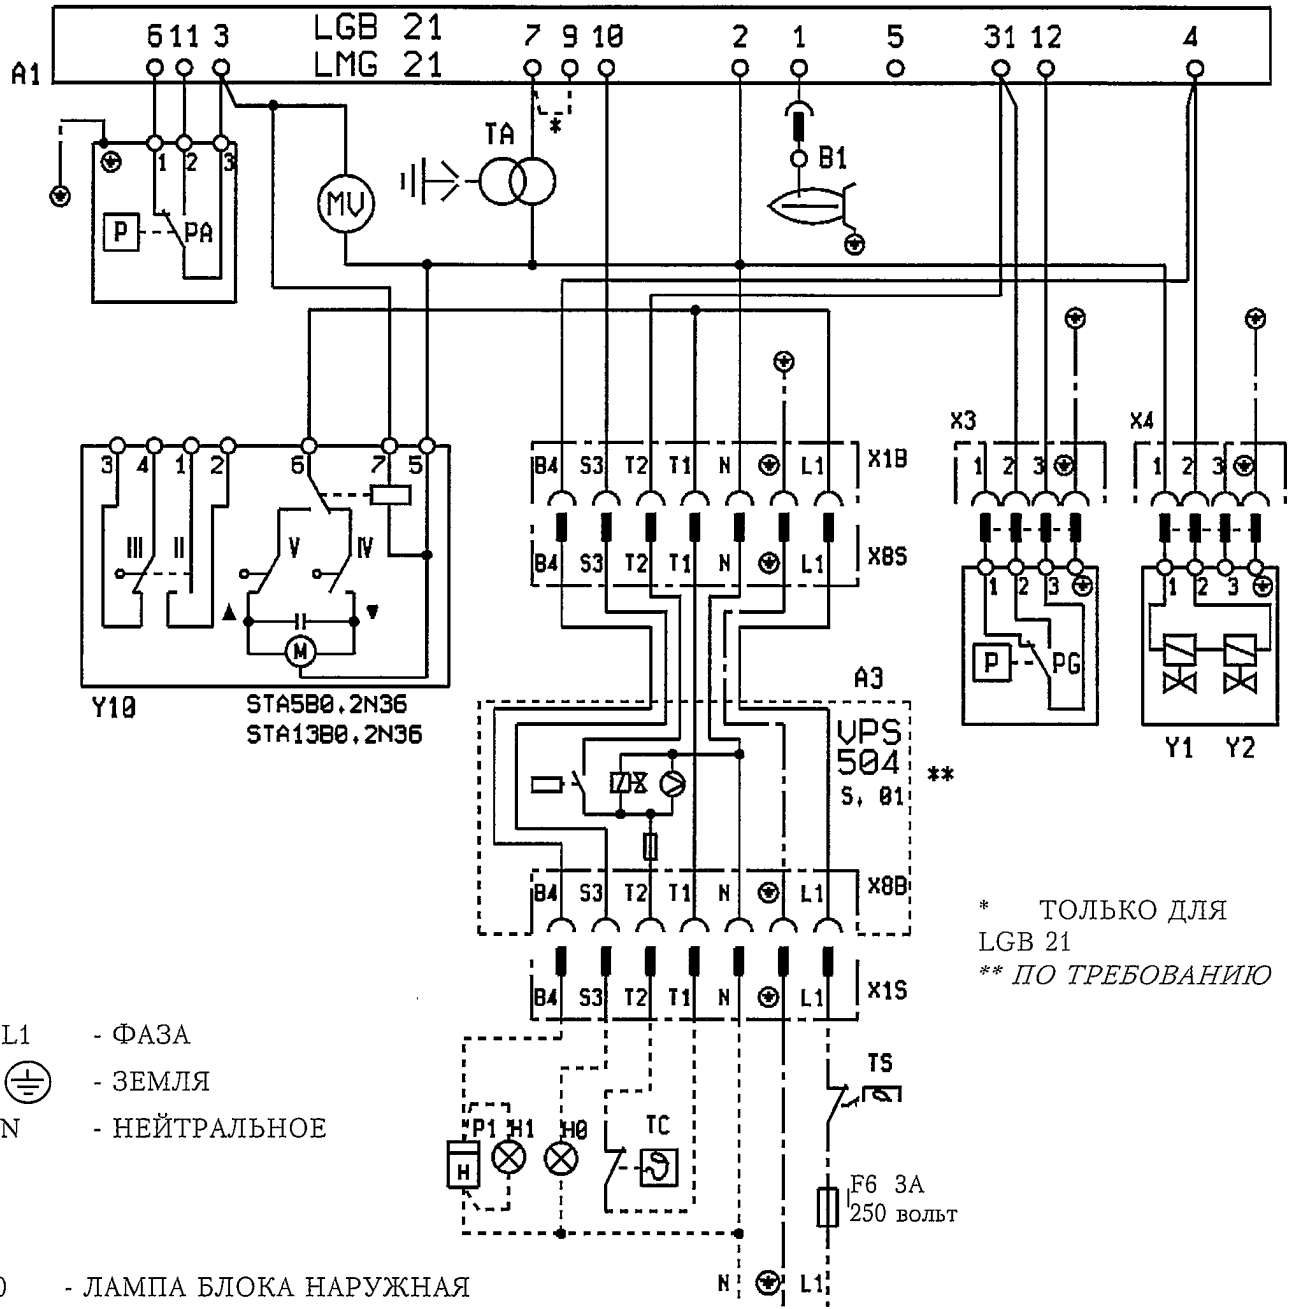 LGB 21
LMG 21
6 11 3 7 9 10 2 1 5 31 12 4
A1
TA
*
B1
1 2 3
MV
P PA
X3 X4
3 4 1 2 6 7 5
B4 S3 T2 T1 N L1
X1B
1 2 3
1 2 3
III II V IV
B4 S3 T2 T1 N L1
X8S
1 2 3
1 2 3
M
P PG
A3
Y10
STA5B0.2N36
STA13B0.2N36
Y1 Y2
VPS
504
S, 01
**
B4 S3 T2 T1 N L1
X8B
* ТОЛЬКО ДЛЯ
LGB 21
** ПО ТРЕБОВАНИЮ
B4 S3 T2 T1 N L1
X1S
L1 - ФАЗА
- ЗЕМЛЯ
N - НЕЙТРАЛЬНОЕ
TS
P1 H1 H0 TC
H
F6 3A
250 вольт
N L1
0 - ЛАМПА БЛОКА НАРУЖНАЯ